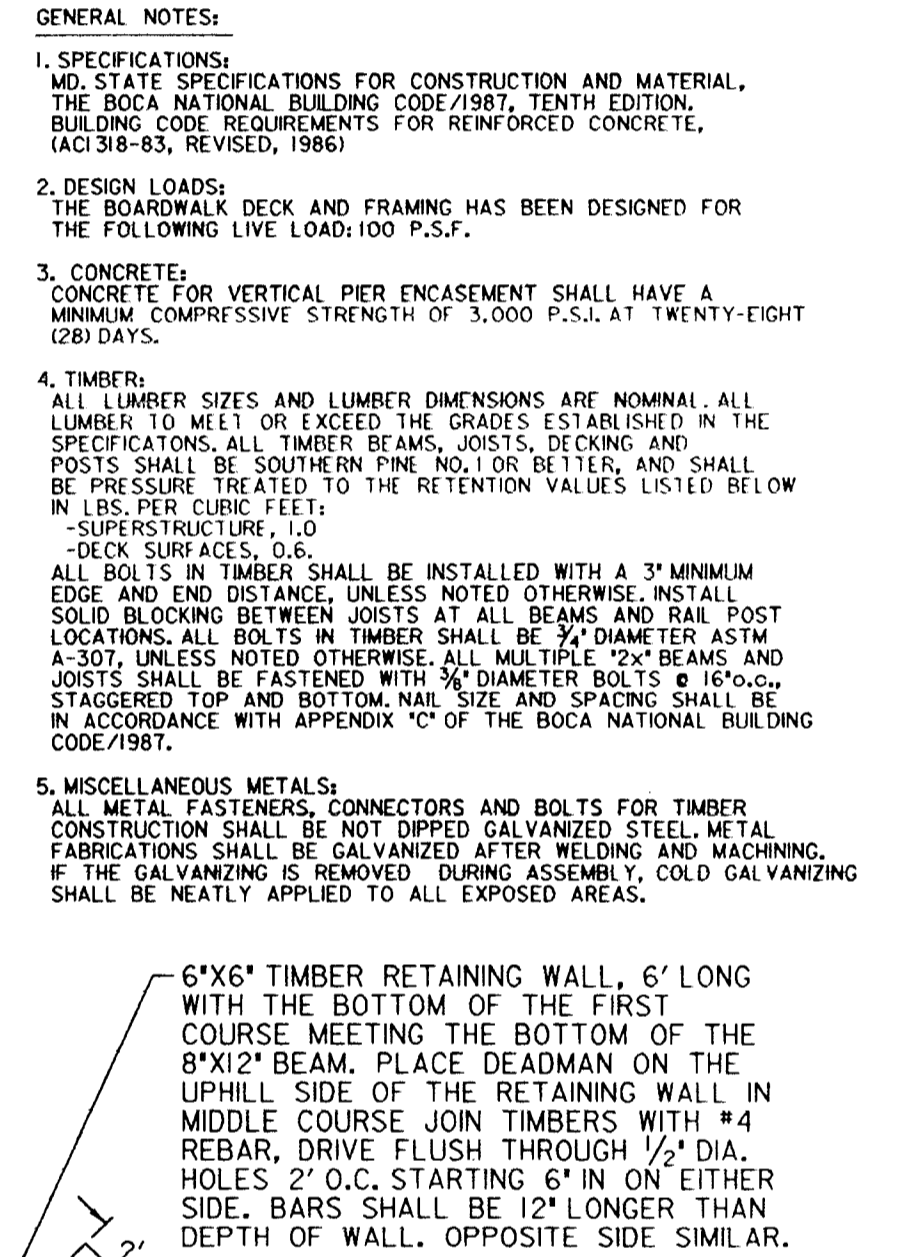 GENERAL NOTES:
1. SPECIFICATIONS:
MD. STATE SPECIFICATIONS FOR CONSTRUCTION AND MATERIAL,
THE BOCA NATIONAL BUILDING CODE/1987, TENTH EDITION.
BUILDING CODE REQUIREMENTS FOR REINFORCED CONCRETE,
(ACI 318-83, REVISED, 1986)
2. DESIGN LOADS:
THE BOARDWALK DECK AND FRAMING HAS BEEN DESIGNED FOR
THE FOLLOWING LIVE LOAD: 100 P.S.F.
3. CONCRETE:
CONCRETE FOR VERTICAL PIER ENCASEMENT SHALL HAVE A
MINIMUM COMPRESSIVE STRENGTH OF 3,000 P.S.I. AT TWENTY-EIGHT
(28) DAYS.
4. TIMBER:
ALL LUMBER SIZES AND LUMBER DIMENSIONS ARE NOMINAL. ALL
LUMBER TO MEET OR EXCEED THE GRADES ESTABLISHED IN THE
SPECIFICATONS. ALL TIMBER BEAMS, JOISTS, DECKING AND
POSTS SHALL BE SOUTHERN PINE NO. 1 OR BETTER, AND SHALL
BE PRESSURE TREATED TO THE RETENTION VALUES LISTED BELOW
IN LBS. PER CUBIC FEET:
-SUPERSTRUCTURE, 1.0
-DECK SURFACES, 0.6.
ALL BOLTS IN TIMBER SHALL BE INSTALLED WITH A 3" MINIMUM
EDGE AND END DISTANCE, UNLESS NOTED OTHERWISE. INSTALL
SOLID BLOCKING BETWEEN JOISTS AT ALL BEAMS AND RAIL POST
LOCATIONS. ALL BOLTS IN TIMBER SHALL BE 3/4" DIAMETER ASTM
A-307, UNLESS NOTED OTHERWISE. ALL MULTIPLE "2x" BEAMS AND
JOISTS SHALL BE FASTENED WITH 3/8" DIAMETER BOLTS @ 16"o.c.,
STAGGERED TOP AND BOTTOM. NAIL SIZE AND SPACING SHALL BE
IN ACCORDANCE WITH APPENDIX "C" OF THE BOCA NATIONAL BUILDING
CODE/1987.
5. MISCELLANEOUS METALS:
ALL METAL FASTENERS, CONNECTORS AND BOLTS FOR TIMBER
CONSTRUCTION SHALL BE NOT DIPPED GALVANIZED STEEL. METAL
FABRICATIONS SHALL BE GALVANIZED AFTER WELDING AND MACHINING.
IF THE GALVANIZING IS REMOVED DURING ASSEMBLY, COLD GALVANIZING
SHALL BE NEATLY APPLIED TO ALL EXPOSED AREAS.
6"X6" TIMBER RETAINING WALL, 6' LONG
WITH THE BOTTOM OF THE FIRST
COURSE MEETING THE BOTTOM OF THE
8"X12" BEAM. PLACE DEADMAN ON THE
UPHILL SIDE OF THE RETAINING WALL IN
MIDDLE COURSE JOIN TIMBERS WITH #4
REBAR, DRIVE FLUSH THROUGH 1/2" DIA.
HOLES 2' O.C. STARTING 6" IN ON EITHER
SIDE. BARS SHALL BE 12" LONGER THAN
DEPTH OF WALL. OPPOSITE SIDE SIMILAR.
2'